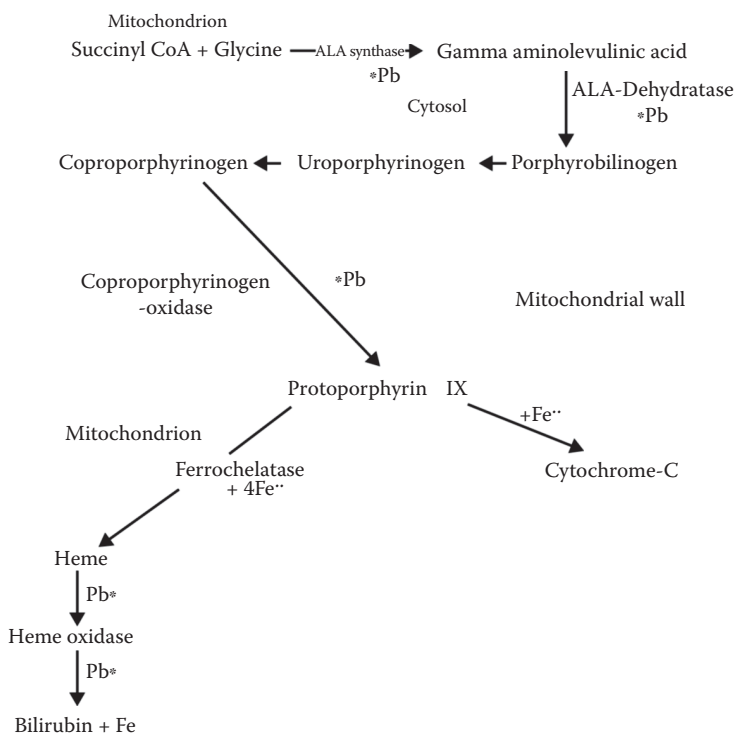 Mitochondrion
Succinyl CoA + Glycine ALA synthase Gamma aminolevulinic acid
*Pb
ALA-Dehydratase
*Pb
Cytosol
Coproporphyrinogen Uroporphyrinogen Porphyrobilinogen
Coproporphyrinogen
-oxidase
*Pb
Mitochondrial wall
Protoporphyrin IX
+Fe··
Mitochondrion
Ferrochelatase
+ 4Fe··
Cytochrome-C
Heme
Pb*
Heme oxidase
Pb*
Bilirubin + Fe